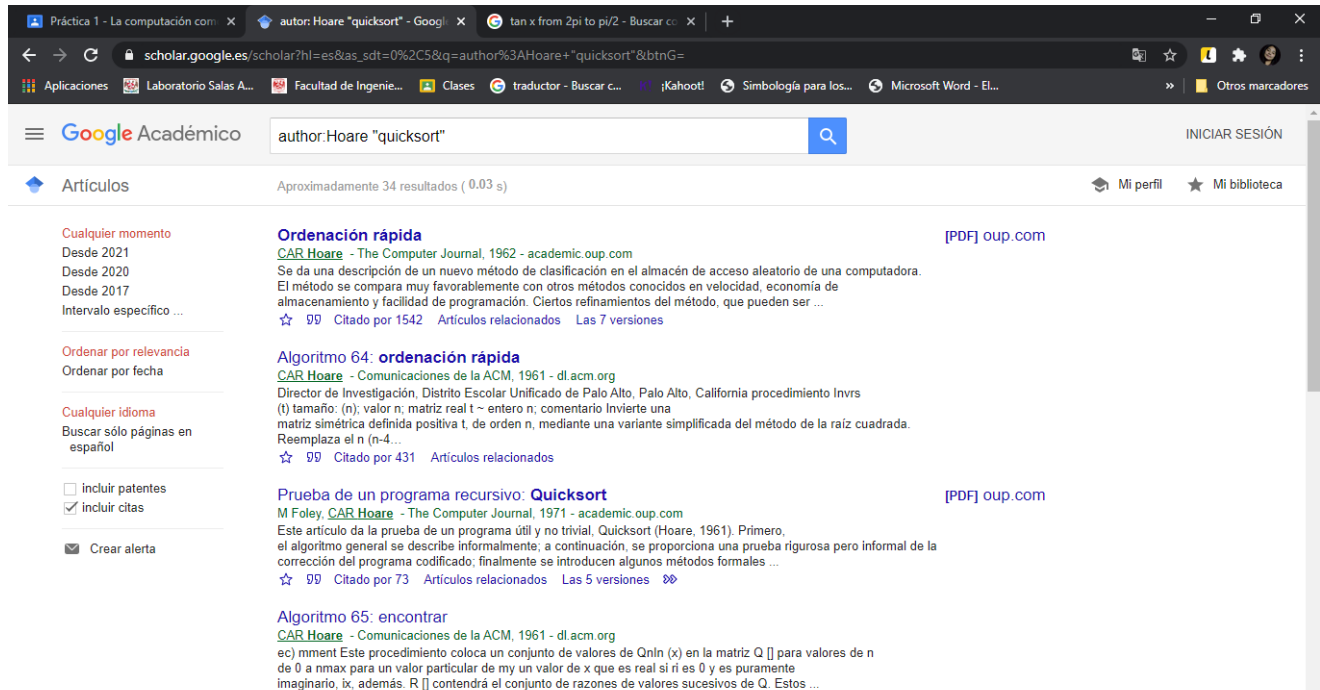 Práctica 1 - La computación com
autor: Hoare "quicksort" - Googl
tan x from 2pi to pi/2 - Buscar co
scholar.google.es/scholar?hl=es&as_sdt=0%2C5&q=author%3AHoare+"quicksort"&btnG=
Aplicaciones
Laboratorio Salas A...
Facultad de Ingenie...
Clases
traductor - Buscar c...
¡Kahoot!
Simbología para los...
Microsoft Word - El...
»
Otros marcadores
Google Académico
author:Hoare "quicksort"
INICIAR SESIÓN
Artículos
Aproximadamente 34 resultados ( 0.03 s)
Mi perfil
Mi biblioteca
Cualquier momento
Desde 2021
Desde 2020
Desde 2017
Intervalo específico ...
Ordenar por relevancia
Ordenar por fecha
Cualquier idioma
Buscar sólo páginas en
español
incluir patentes
incluir citas
Crear alerta
Ordenación rápida
[PDF] oup.com
CAR Hoare - The Computer Journal, 1962 - academic.oup.com
Se da una descripción de un nuevo método de clasificación en el almacén de acceso aleatorio de una computadora.
El método se compara muy favorablemente con otros métodos conocidos en velocidad, economía de
almacenamiento y facilidad de programación. Ciertos refinamientos del método, que pueden ser ...
Citado por 1542 Artículos relacionados Las 7 versiones
Algoritmo 64: ordenación rápida
CAR Hoare - Comunicaciones de la ACM, 1961 - dl.acm.org
Director de Investigación, Distrito Escolar Unificado de Palo Alto, Palo Alto, California procedimiento Invrs
(t) tamaño: (n); valor n; matriz real t ~ entero n; comentario Invierte una
matriz simétrica definida positiva t, de orden n, mediante una variante simplificada del método de la raíz cuadrada.
Reemplaza el n (n-4...
Citado por 431 Artículos relacionados
Prueba de un programa recursivo: Quicksort
[PDF] oup.com
M Foley, CAR Hoare - The Computer Journal, 1971 - academic.oup.com
Este artículo da la prueba de un programa útil y no trivial, Quicksort (Hoare, 1961). Primero,
el algoritmo general se describe informalmente; a continuación, se proporciona una prueba rigurosa pero informal de la
corrección del programa codificado; finalmente se introducen algunos métodos formales ...
Citado por 73 Artículos relacionados Las 5 versiones
Algoritmo 65: encontrar
CAR Hoare - Comunicaciones de la ACM, 1961 - dl.acm.org
ec) mment Este procedimiento coloca un conjunto de valores de QnIn (x) en la matriz Q [] para valores de n
de 0 a nmax para un valor particular de my un valor de x que es real si ri es 0 y es puramente
imaginario, ix, además. R [] contendrá el conjunto de razones de valores sucesivos de Q. Estos ...